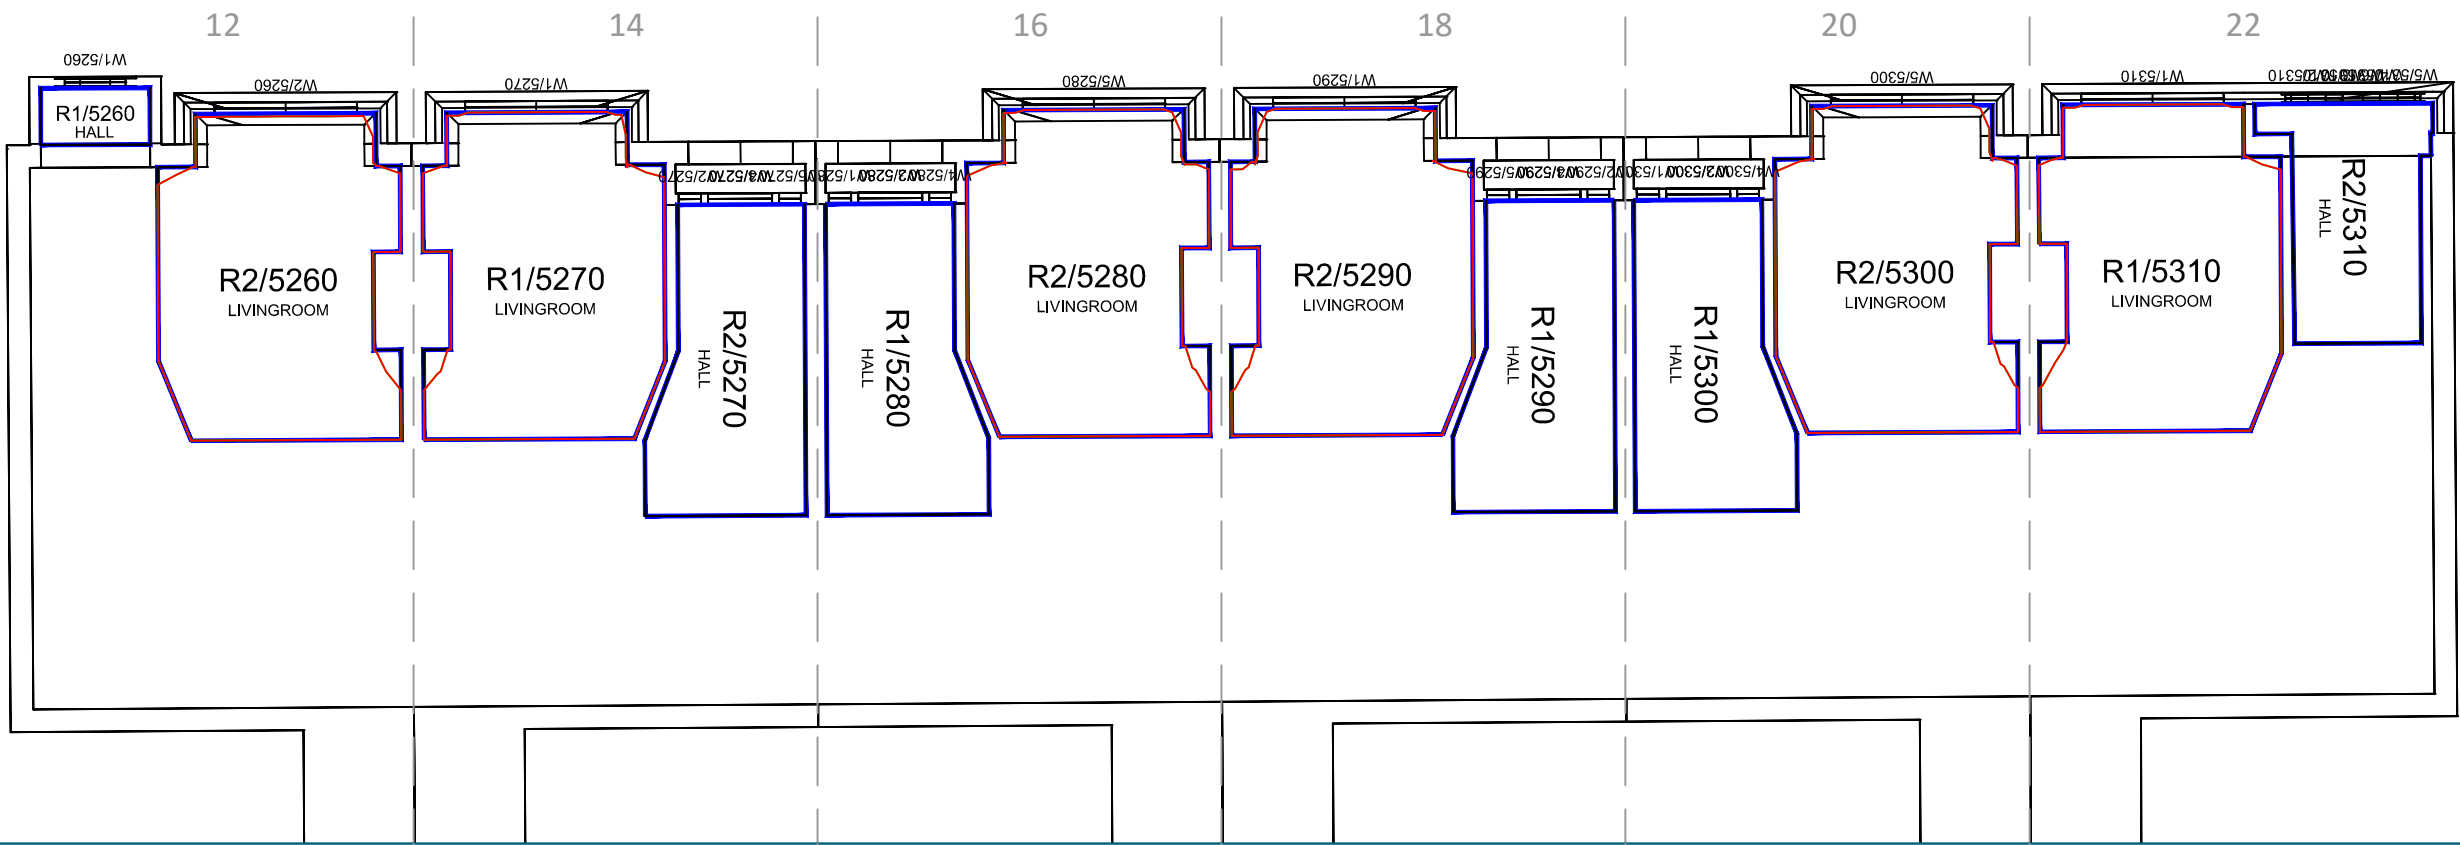 12
14
16
18
20
22
W1/5260
W2/5260
W1/5270
W5/5280
W1/5290
W5/5300
W1/5310
R1/5260
HALL
R2/5260
LIVINGROOM
R1/5270
LIVINGROOM
R2/5270
HALL
R1/5280
HALL
R2/5280
LIVINGROOM
R2/5290
LIVINGROOM
R1/5290
HALL
R1/5300
HALL
R2/5300
LIVINGROOM
R1/5310
LIVINGROOM
R2/5310
HALL